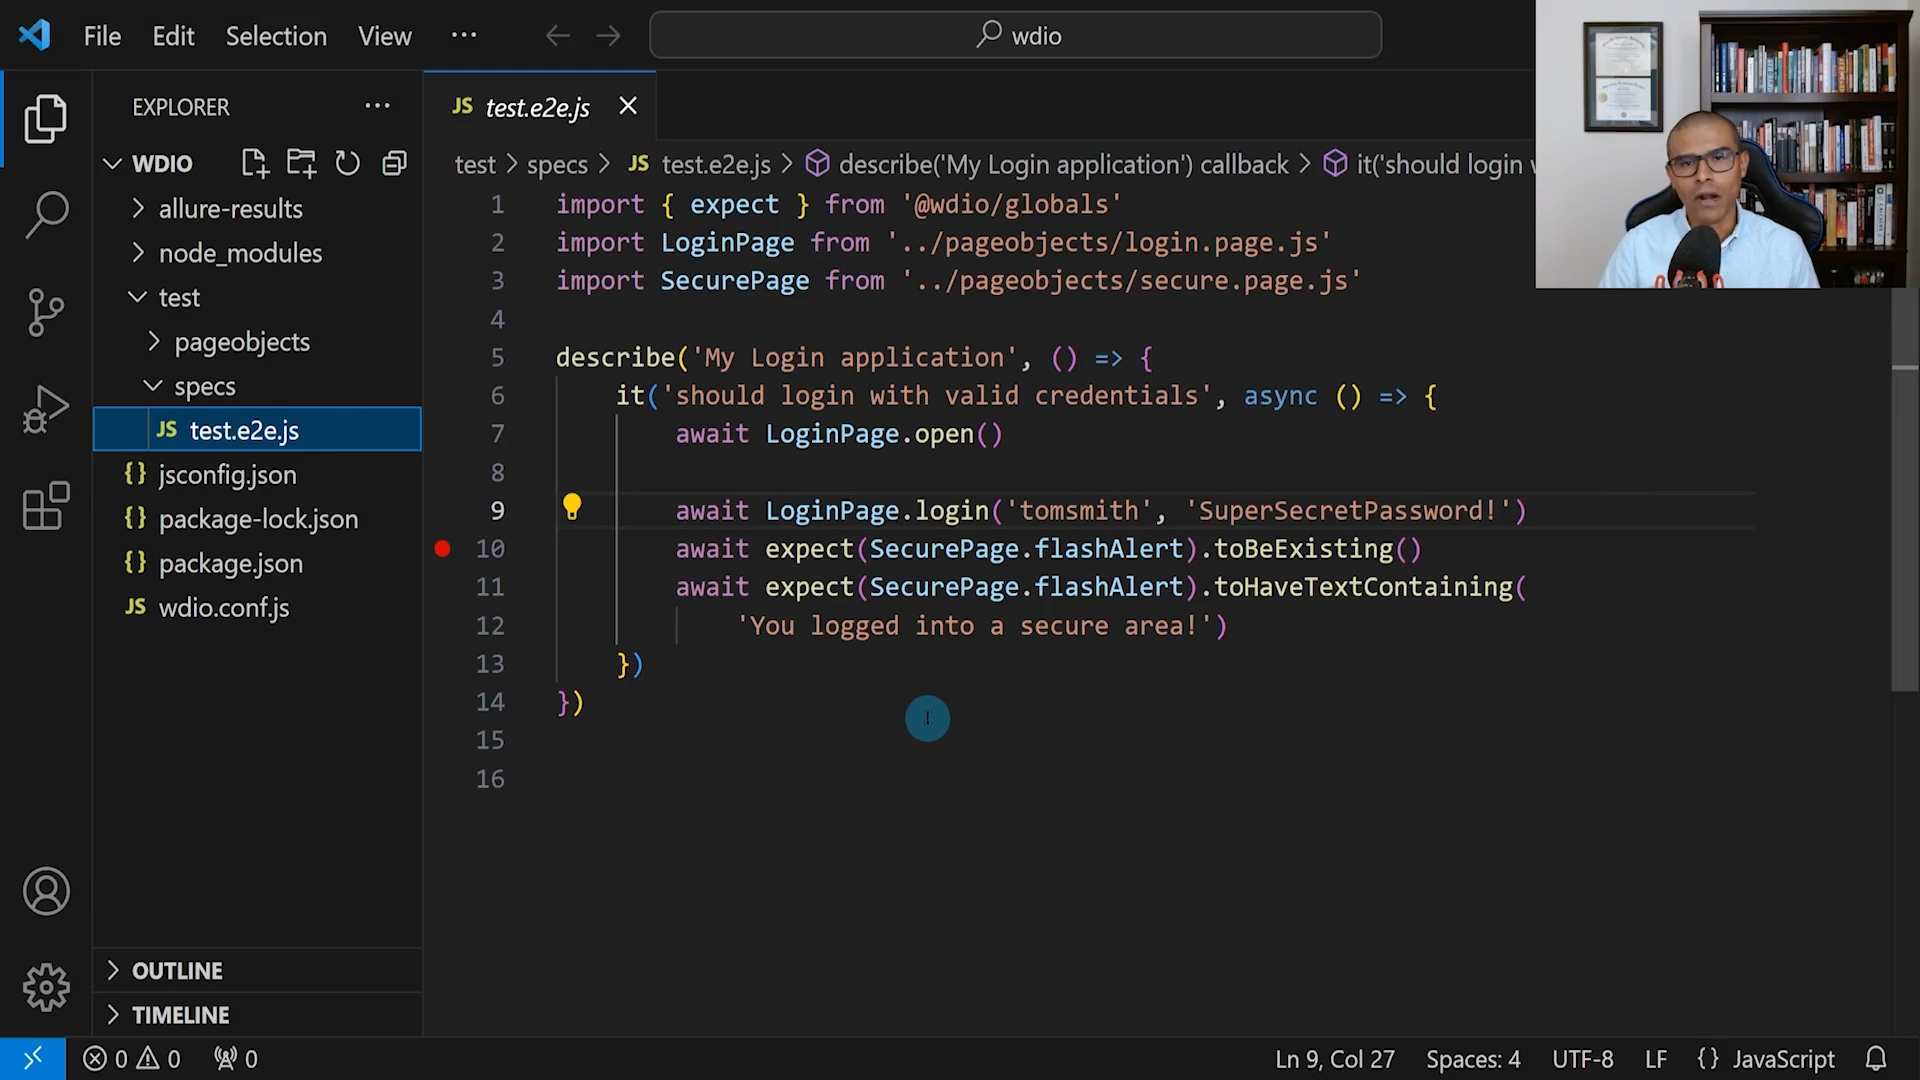 File Edit Selection View ··· wdio
EXPLORER ···
JS test.e2e.js
WDIO
test > specs > JS test.e2e.js > describe('My Login application') callback > it('should login
allure-results
node_modules
test
pageobjects
specs
JS test.e2e.js
{} jsconfig.json
{} package-lock.json
{} package.json
JS wdio.conf.js
1 import { expect } from '@wdio/globals'
2 import LoginPage from '../pageobjects/login.page.js'
3 import SecurePage from '../pageobjects/secure.page.js'
4
5 describe('My Login application', () => {
6 it('should login with valid credentials', async () => {
7 await LoginPage.open()
8
9 await LoginPage.login('tomsmith', 'SuperSecretPassword!')
10 await expect(SecurePage.flashAlert).toBeExisting()
11 await expect(SecurePage.flashAlert).toHaveTextContaining(
12 'You logged into a secure area!')
13 })
14 })
15
16
OUTLINE
TIMELINE
0 0 0 Ln 9, Col 27 Spaces: 4 UTF-8 LF {} JavaScript